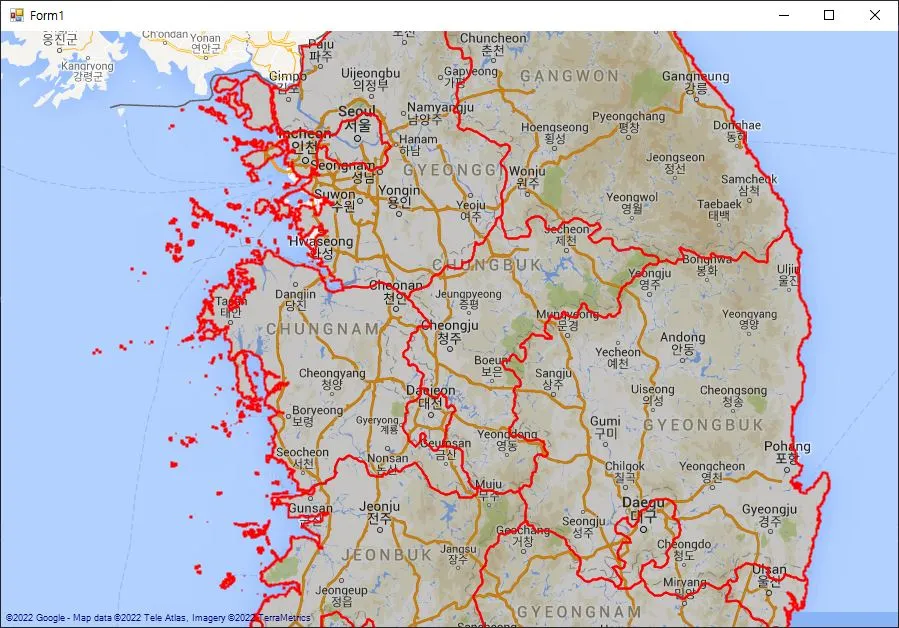 Form1
Ch'ondan
Yonan
연안군
옹진군
Kangryong
강령군
Paju
파주
Chuncheon
춘천
Gapyeong
가평
GANGWON
Gangneung
강릉
Gimpo
김포
Uijeongbu
의정부
Seoul
서울
Namyangju
남양주
Pyeongchang
평창
Donghae
동해
Hoengseong
횡성
Incheon
인천
Hanam
하남
Jeongseon
정선
Seongnam
성남
GYEONGGI
Wonju
원주
Samcheok
삼척
Suwon
수원
Yongin
용인
Yeoju
여주
Yeongwol
영월
Taebaek
태백
Hwaseong
화성
Jecheon
제천
CHUNGBUK
Bonghwa
봉화
Yeongju
영주
Uljin
울진
Cheonan
천안
Jeungpyeong
증평
Dangjin
당진
Taean
태안
CHUNGNAM
Cheongju
청주
Mungyeong
문경
Yeongyang
영양
Andong
안동
Yecheon
예천
Boeun
보은
Cheongyang
청양
Sangju
상주
Daejeon
대전
Uiseong
의성
Cheongsong
청송
Boryeong
보령
Gyeryong
계룡
Gumi
구미
GYEONGBUK
Yeongdong
영동
Geumsan
금산
Pohang
포항
Seocheon
서천
Nonsan
논산
Chilgok
칠곡
Yeongcheon
영천
Muju
무주
Gunsan
군산
Jeonju
전주
Daegu
대구
Gyeongju
경주
Seongju
성주
Geochang
거창
Cheongdo
청도
JEONBUK
Jangsu
장수
Ulsan
울산
Miryang
밀양
Jeongeup
정읍
GYEONGNAM
©2022 Google - Map data ©2022 Tele Atlas, Imagery ©2022 TerraMetrics